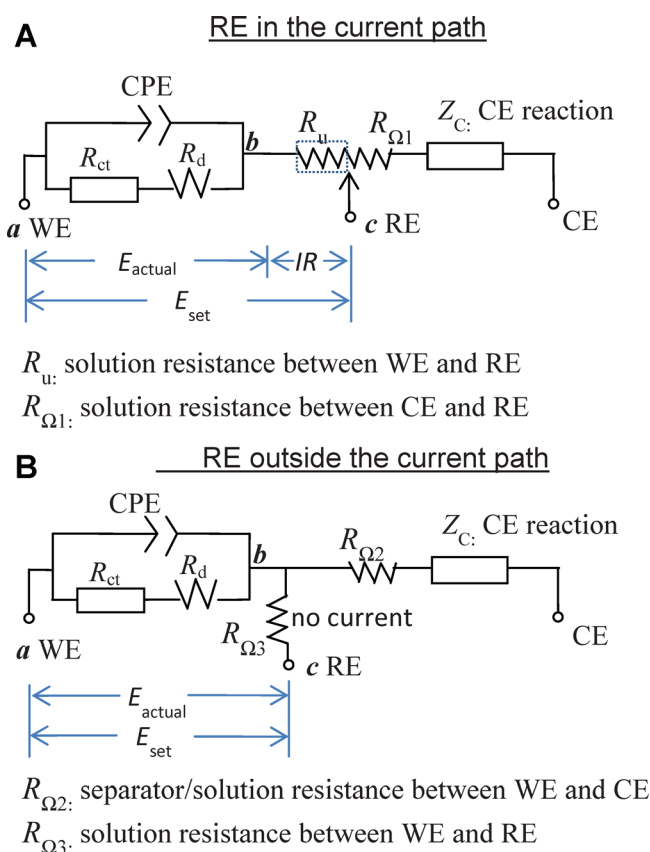 A
RE in the current path
CPE
Rct
Rd
b
Ru
RΩ1
ZC: CE reaction
a WE
c RE
CE
Eactual
IR
Eset
Ru: solution resistance between WE and RE
RΩ1: solution resistance between CE and RE
B
RE outside the current path
CPE
Rct
Rd
b
RΩ2
ZC: CE reaction
RΩ3
no current
a WE
c RE
CE
Eactual
Eset
RΩ2: separator/solution resistance between WE and CE
RΩ3: solution resistance between WE and RE